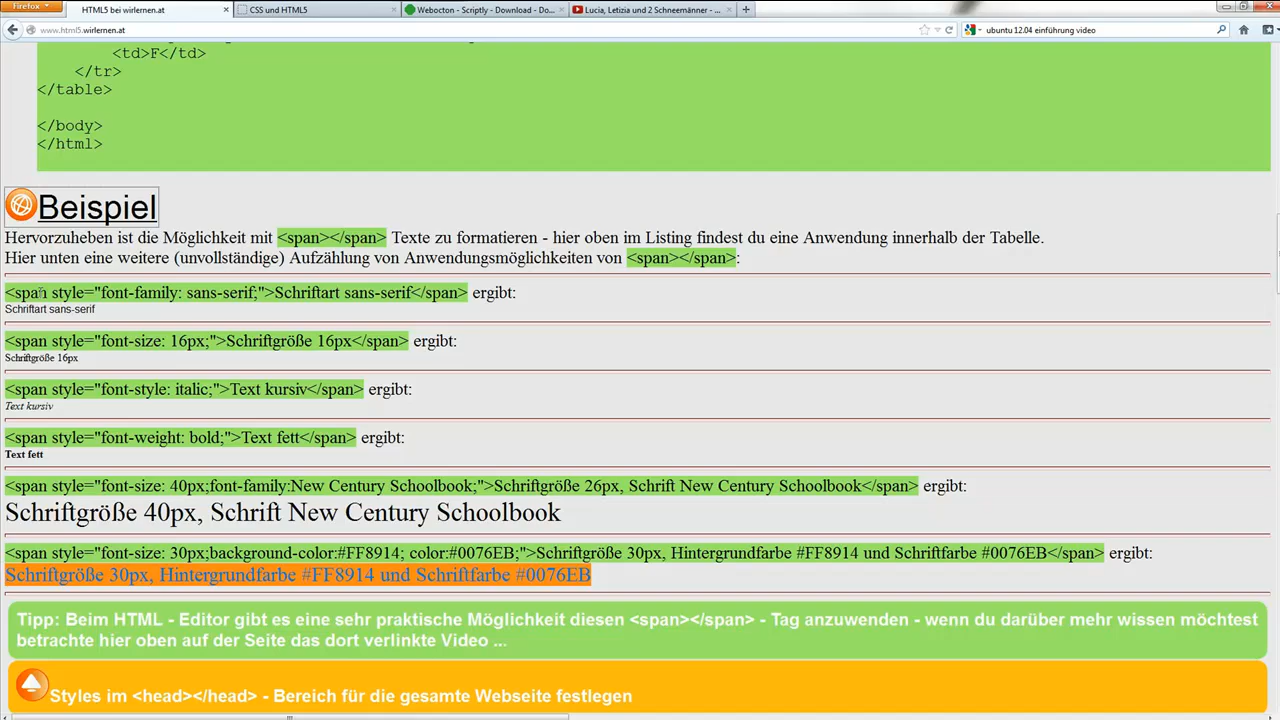 Firefox
HTML5 bei wirlernen.at
CSS und HTML5
Webocton - Scriptly - Download - Do...
Lucia, Letizia und 2 Schneemänner - ...
www.html5.wirlernen.at
ubuntu 12.04 einführung video
<td>F</td>
</tr>
</table>
</body>
</html>
Beispiel
Hervorzuheben ist die Möglichkeit mit <span></span> Texte zu formatieren - hier oben im Listing findest du eine Anwendung innerhalb der Tabelle.
Hier unten eine weitere (unvollständige) Aufzählung von Anwendungsmöglichkeiten von <span></span>:
<span style="font-family: sans-serif;">Schriftart sans-serif</span> ergibt:
Schriftart sans-serif
<span style="font-size: 16px;">Schriftgröße 16px</span> ergibt:
Schriftgröße 16px
<span style="font-style: italic;">Text kursiv</span> ergibt:
Text kursiv
<span style="font-weight: bold;">Text fett</span> ergibt:
Text fett
<span style="font-size: 40px;font-family:New Century Schoolbook;">Schriftgröße 26px, Schrift New Century Schoolbook</span> ergibt:
Schriftgröße 40px, Schrift New Century Schoolbook
<span style="font-size: 30px;background-color:#FF8914; color:#0076EB;">Schriftgröße 30px, Hintergrundfarbe #FF8914 und Schriftfarbe #0076EB</span> ergibt:
Schriftgröße 30px, Hintergrundfarbe #FF8914 und Schriftfarbe #0076EB
Tipp: Beim HTML - Editor gibt es eine sehr praktische Möglichkeit diesen <span></span> - Tag anzuwenden - wenn du darüber mehr wissen möchtest
betrachte hier oben auf der Seite das dort verlinkte Video ...
Styles im <head></head> - Bereich für die gesamte Webseite festlegen